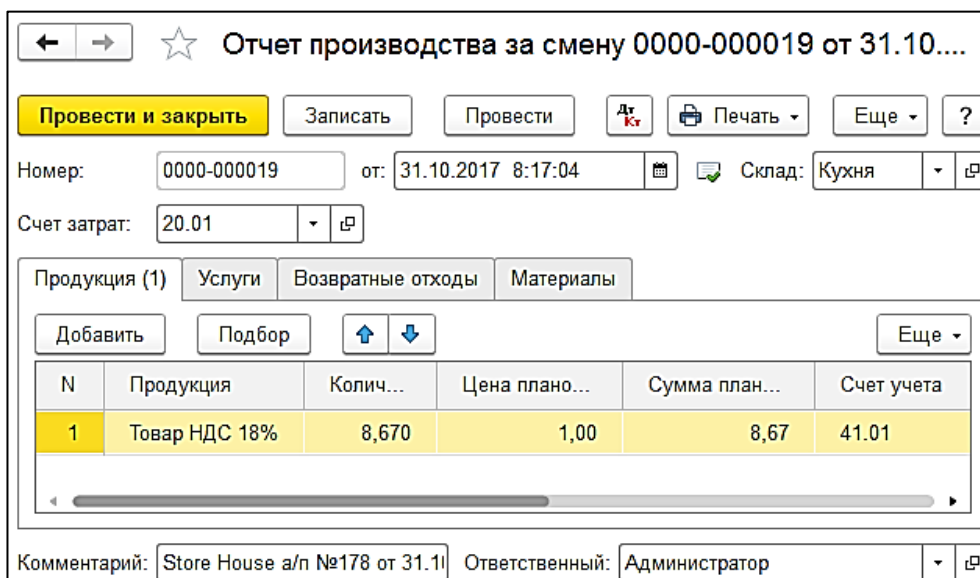 Отчет производства за смену 0000-000019 от 31.10....
Провести и закрыть Записать Провести Дт Кт Печать Еще ?
Номер: 0000-000019 от: 31.10.2017 8:17:04 Склад: Кухня
Счет затрат: 20.01
Продукция (1) Услуги Возвратные отходы Материалы
Добавить Подбор Еще
N Продукция Колич... Цена плано... Сумма план... Счет учета
1 Товар НДС 18% 8,670 1,00 8,67 41.01
Комментарий: Store House а/п №178 от 31.1 Ответственный: Администратор